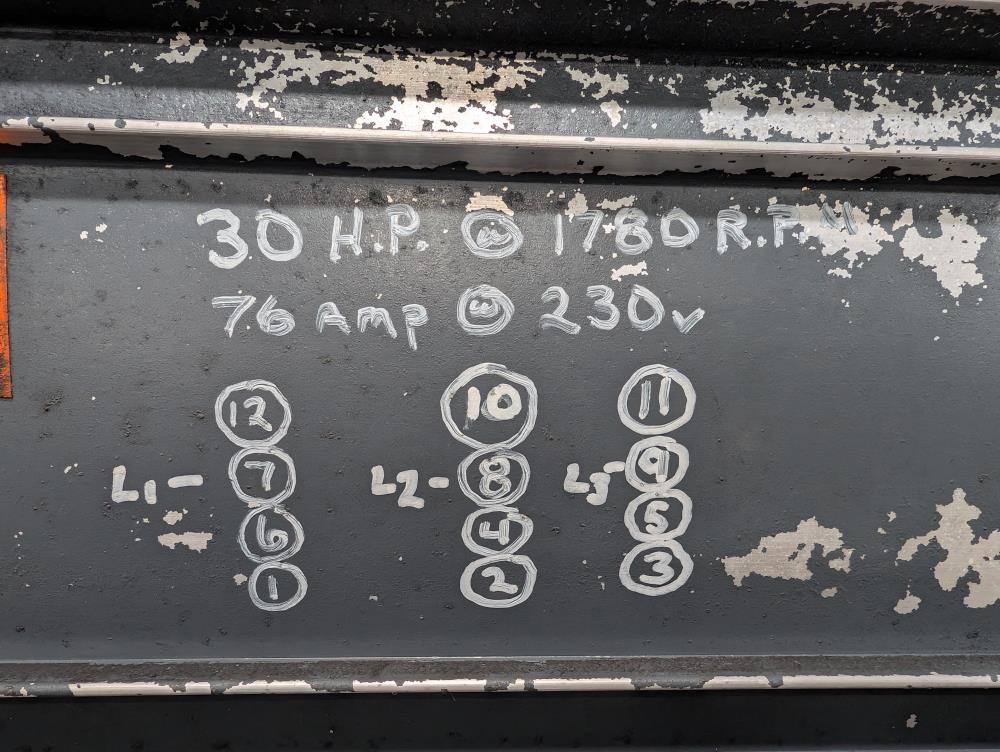 30 H.P. @ 1780 R.P.M
76 Amp @ 230v
12 10 11
L1- 7 L2- 8 L3- 9
6 4 5
1 2 3